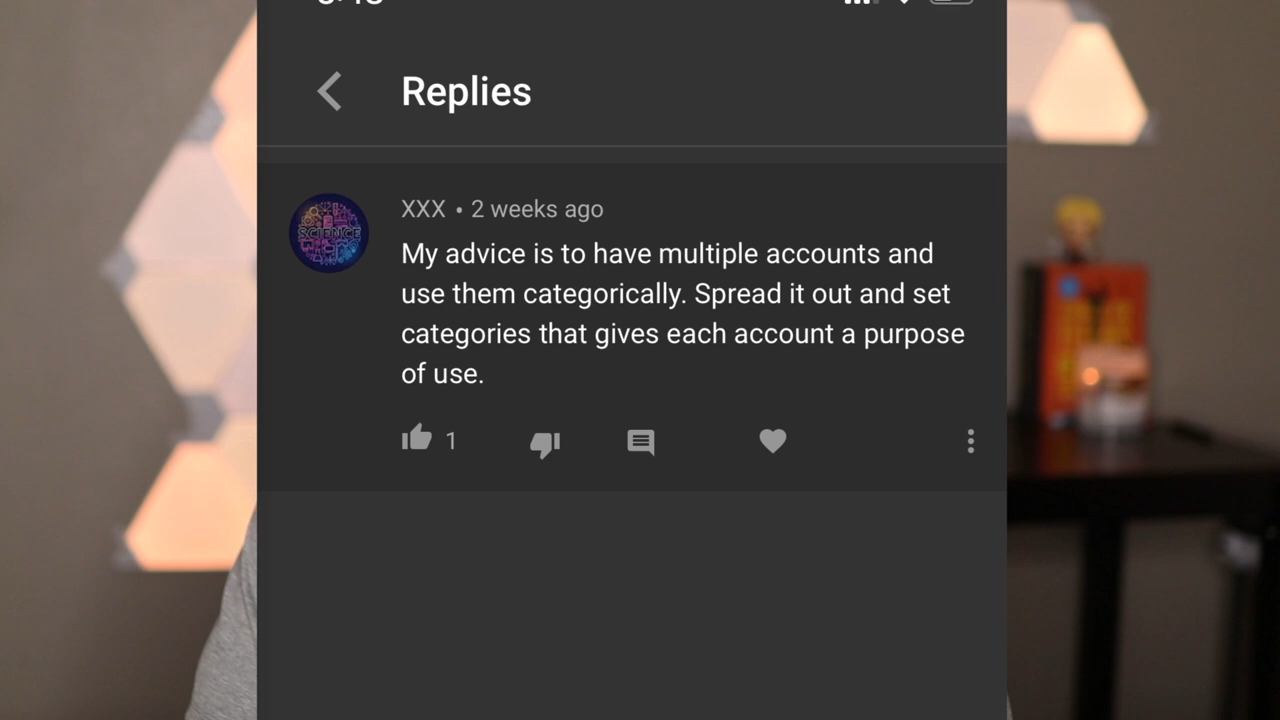 Replies
XXX • 2 weeks ago
SCIENCE
My advice is to have multiple accounts and
use them categorically. Spread it out and set
categories that gives each account a purpose
of use.
1